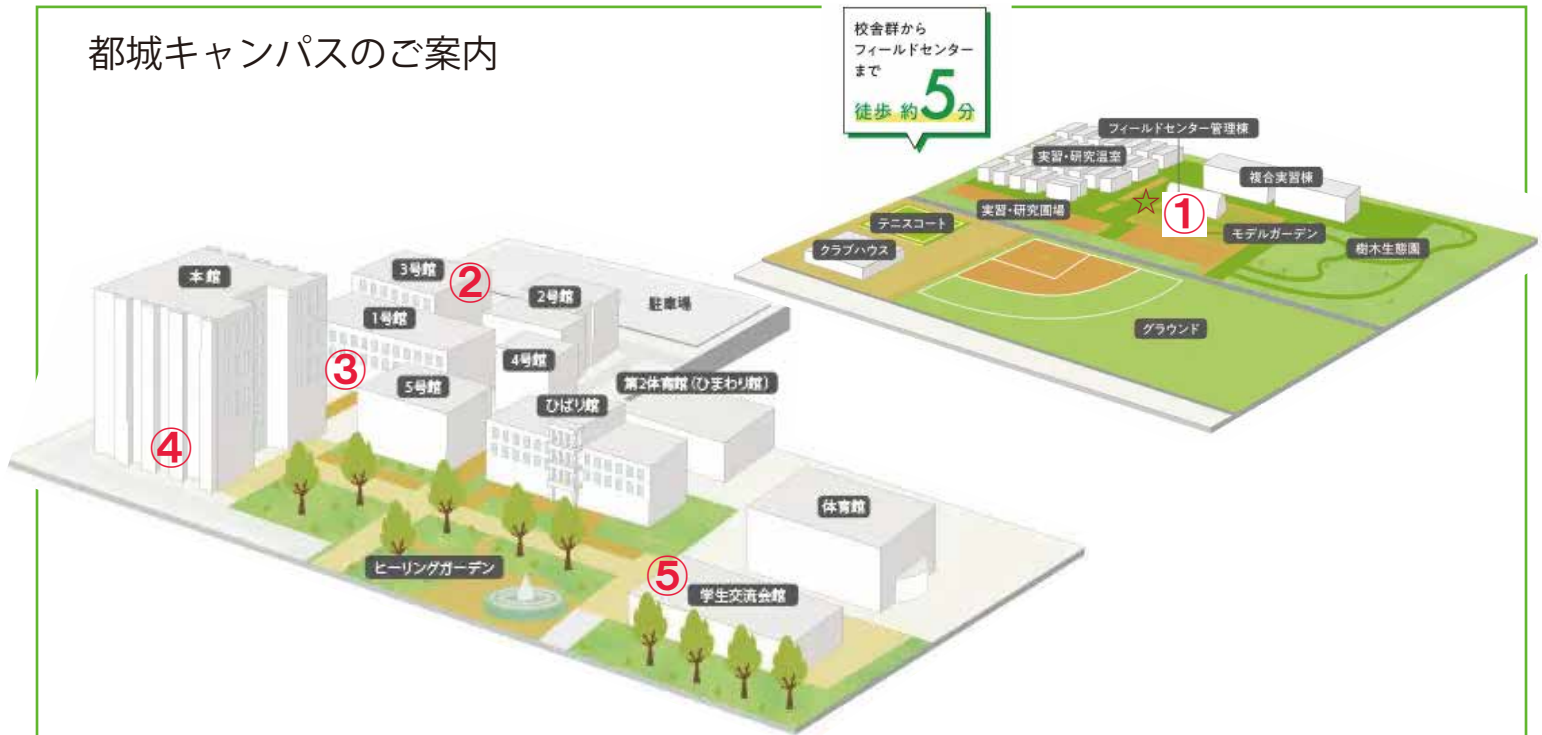 都城キャンパスのご案内
校舎群から
フィールドセンター
まで
徒歩 約5分
フィールドセンター管理棟
実習・研究温室
複合実習棟
☆
①
実習・研究圃場
テニスコート
モデルガーデン
クラブハウス
樹木生態園
グラウンド
本館
3号館
②
2号館
駐車場
1号館
4号館
③
5号館
第2体育館(ひまわり館)
ひばり館
④
体育館
ヒーリングガーデン
⑤
学生交流会館